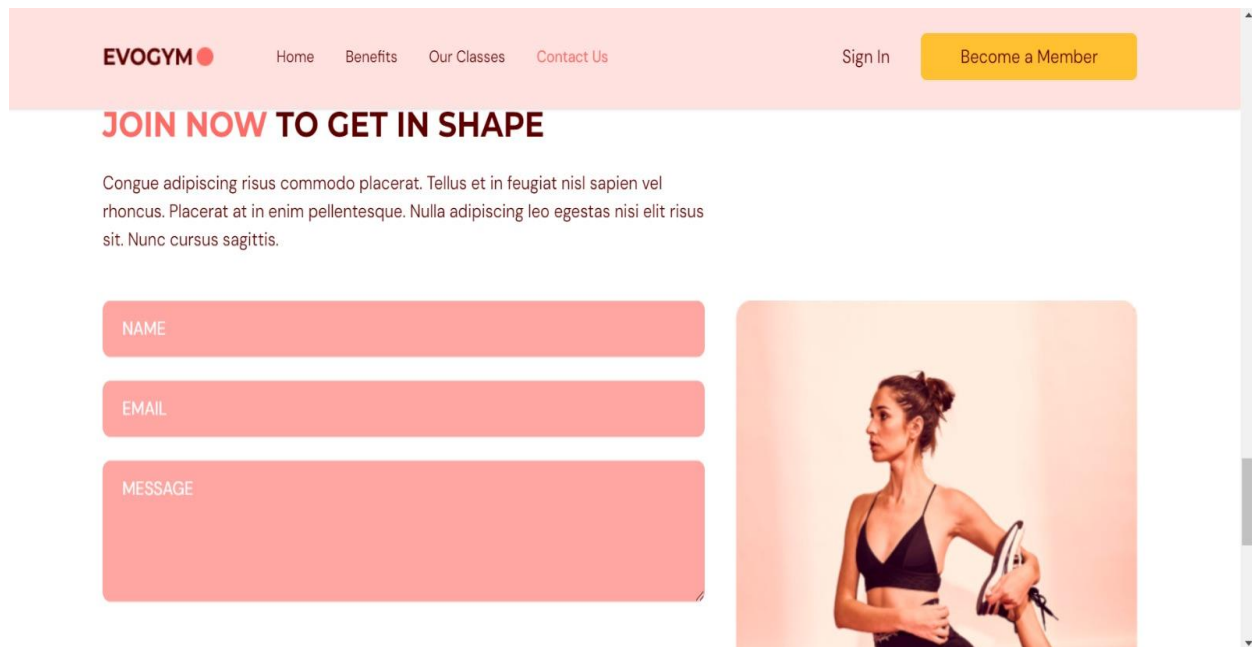 EVOGYM Home Benefits Our Classes Contact Us Sign In Become a Member
JOIN NOW TO GET IN SHAPE
Congue adipiscing risus commodo placerat. Tellus et in feugiat nisl sapien vel
rhoncus. Placerat at in enim pellentesque. Nulla adipiscing leo egestas nisi elit risus
sit. Nunc cursus sagittis.
NAME
EMAIL
MESSAGE